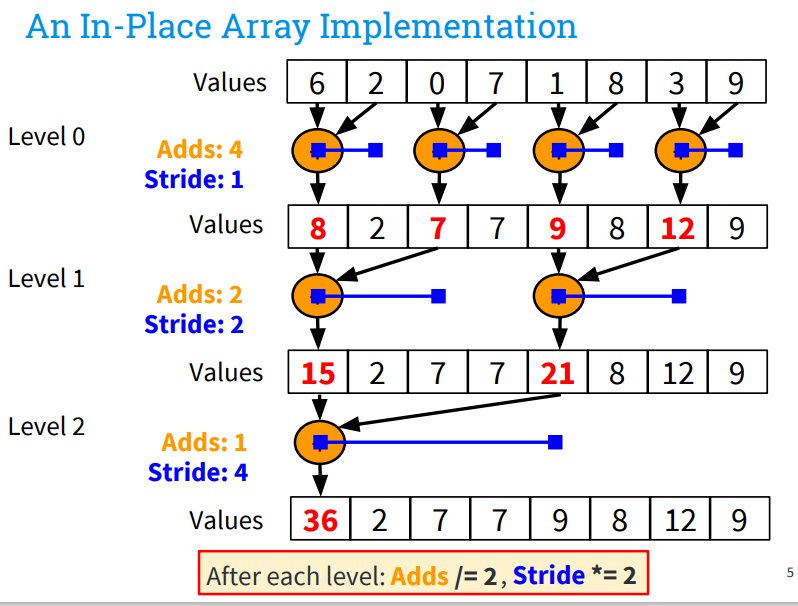 An In-Place Array Implementation
Values 6 2 0 7 1 8 3 9
Level 0
Adds: 4
Stride: 1
Values 8 2 7 7 9 8 12 9
Level 1
Adds: 2
Stride: 2
Values 15 2 7 7 21 8 12 9
Level 2
Adds: 1
Stride: 4
Values 36 2 7 7 9 8 12 9
After each level: Adds /= 2, Stride *= 2
5